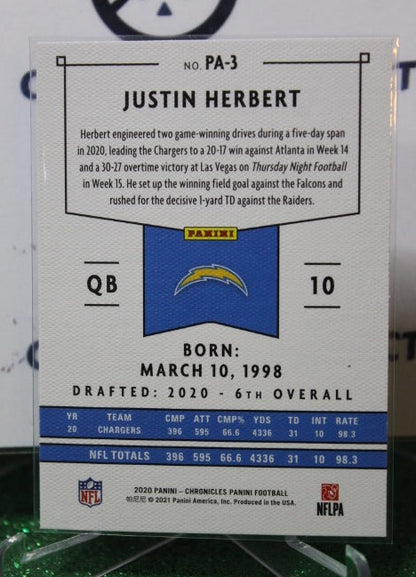 NO. PA-3
JUSTIN HERBERT
Herbert engineered two game-winning drives during a five-day span
in 2020, leading the Chargers to a 20-17 win against Atlanta in Week 14
and a 30-27 overtime victory at Las Vegas on Thursday Night Football
in Week 15. He set up the winning field goal against the Falcons and
rushed for the decisive 1-yard TD against the Raiders.
PANINI
QB
10
BORN:
MARCH 10, 1998
DRAFTED: 2020 - 6TH OVERALL
YR TEAM CMP ATT CMP% YDS TD INT RATE
20 CHARGERS 396 595 66.6 4336 31 10 98.3
NFL TOTALS 396 595 66.6 4336 31 10 98.3
NFL
2020 PANINI – CHRONICLES PANINI FOOTBALL
帕尼尼 © 2021 Panini America, Inc. Produced in the USA.
NFLPA